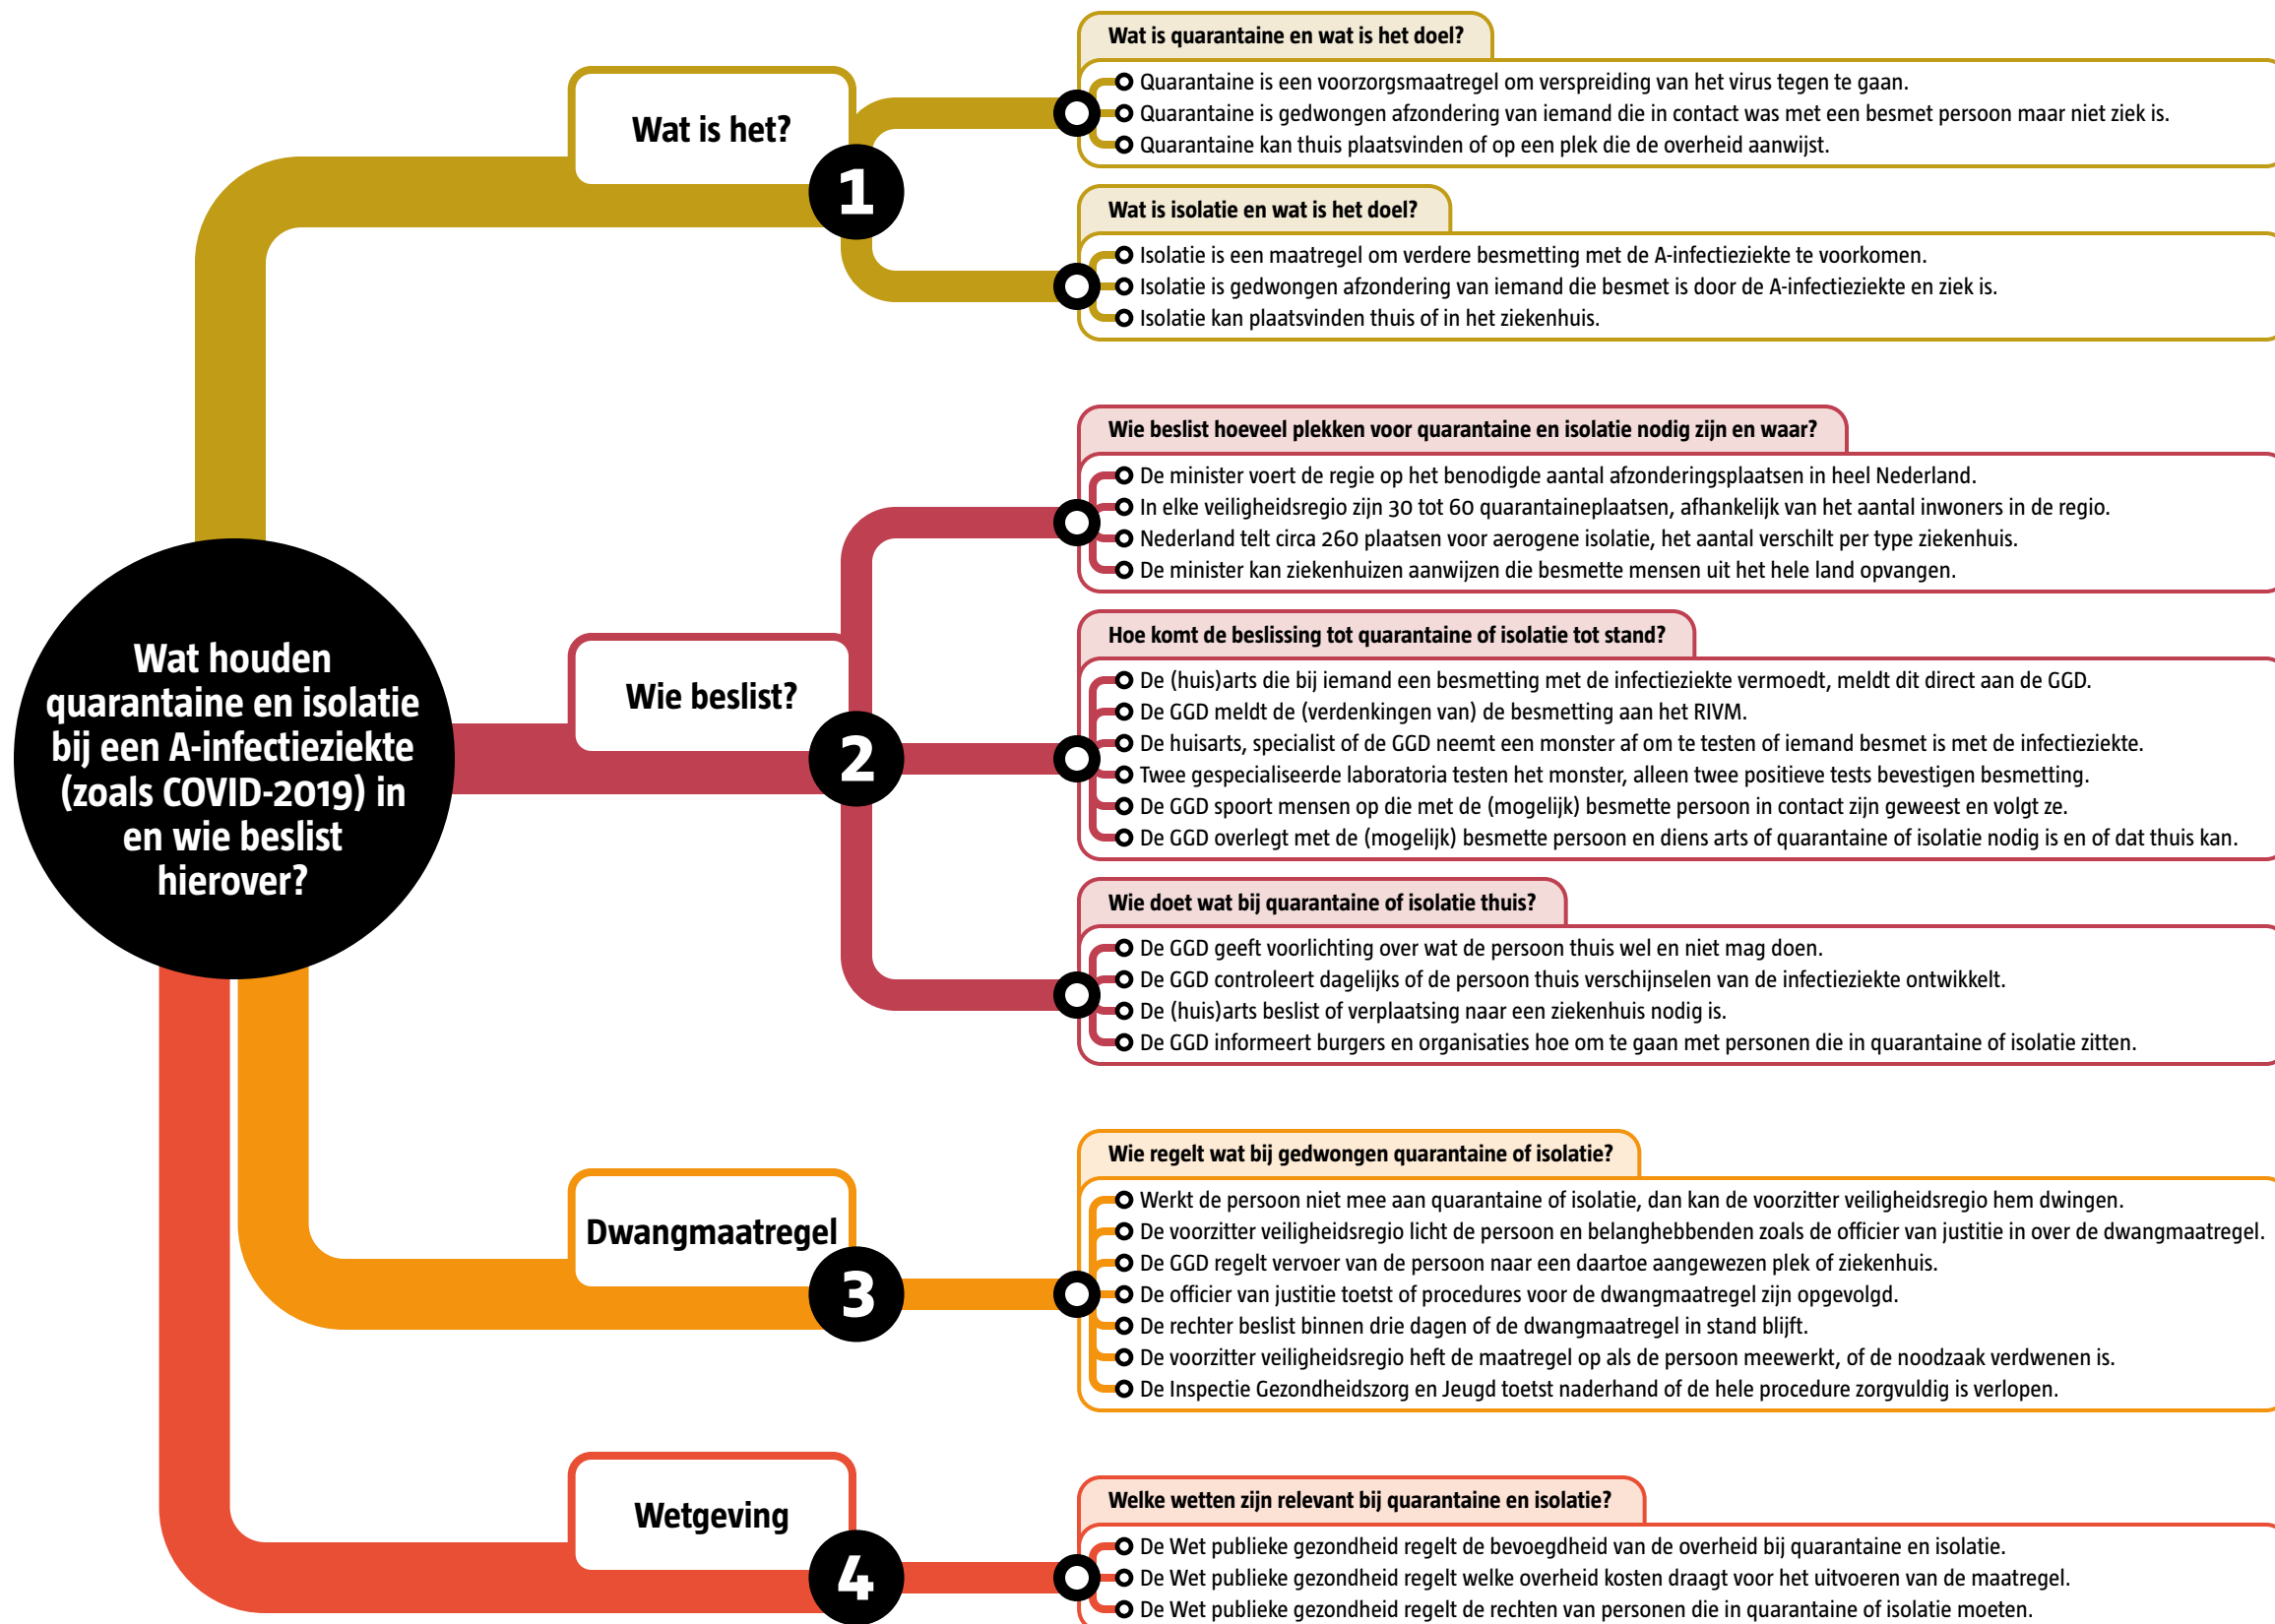 Wat houden
quarantaine en isolatie
bij een A-infectieziekte
(zoals COVID-2019) in
en wie beslist
hierover?
Wat is het?
1
Wat is quarantaine en wat is het doel?
Quarantaine is een voorzorgsmaatregel om verspreiding van het virus tegen te gaan.
Quarantaine is gedwongen afzondering van iemand die in contact was met een besmet persoon maar niet ziek is.
Quarantaine kan thuis plaatsvinden of op een plek die de overheid aanwijst.
Wat is isolatie en wat is het doel?
Isolatie is een maatregel om verdere besmetting met de A-infectieziekte te voorkomen.
Isolatie is gedwongen afzondering van iemand die besmet is door de A-infectieziekte en ziek is.
Isolatie kan plaatsvinden thuis of in het ziekenhuis.
Wie beslist?
2
Wie beslist hoeveel plekken voor quarantaine en isolatie nodig zijn en waar?
De minister voert de regie op het benodigde aantal afzonderingsplaatsen in heel Nederland.
In elke veiligheidsregio zijn 30 tot 60 quarantaineplaatsen, afhankelijk van het aantal inwoners in de regio.
Nederland telt circa 260 plaatsen voor aerogene isolatie, het aantal verschilt per type ziekenhuis.
De minister kan ziekenhuizen aanwijzen die besmette mensen uit het hele land opvangen.
Hoe komt de beslissing tot quarantaine of isolatie tot stand?
De (huis)arts die bij iemand een besmetting met de infectieziekte vermoedt, meldt dit direct aan de GGD.
De GGD meldt de (verdenkingen van) de besmetting aan het RIVM.
De huisarts, specialist of de GGD neemt een monster af om te testen of iemand besmet is met de infectieziekte.
Twee gespecialiseerde laboratoria testen het monster, alleen twee positieve tests bevestigen besmetting.
De GGD spoort mensen op die met de (mogelijk) besmette persoon in contact zijn geweest en volgt ze.
De GGD overlegt met de (mogelijk) besmette persoon en diens arts of quarantaine of isolatie nodig is en of dat thuis kan.
Wie doet wat bij quarantaine of isolatie thuis?
De GGD geeft voorlichting over wat de persoon thuis wel en niet mag doen.
De GGD controleert dagelijks of de persoon thuis verschijnselen van de infectieziekte ontwikkelt.
De (huis)arts beslist of verplaatsing naar een ziekenhuis nodig is.
De GGD informeert burgers en organisaties hoe om te gaan met personen die in quarantaine of isolatie zitten.
Dwangmaatregel
3
Wie regelt wat bij gedwongen quarantaine of isolatie?
Werkt de persoon niet mee aan quarantaine of isolatie, dan kan de voorzitter veiligheidsregio hem dwingen.
De voorzitter veiligheidsregio licht de persoon en belanghebbenden zoals de officier van justitie in over de dwangmaatregel.
De GGD regelt vervoer van de persoon naar een daartoe aangewezen plek of ziekenhuis.
De officier van justitie toetst of procedures voor de dwangmaatregel zijn opgevolgd.
De rechter beslist binnen drie dagen of de dwangmaatregel in stand blijft.
De voorzitter veiligheidsregio heft de maatregel op als de persoon meewerkt, of de noodzaak verdwenen is.
De Inspectie Gezondheidszorg en Jeugd toetst naderhand of de hele procedure zorgvuldig is verlopen.
Wetgeving
4
Welke wetten zijn relevant bij quarantaine en isolatie?
De Wet publieke gezondheid regelt de bevoegdheid van de overheid bij quarantaine en isolatie.
De Wet publieke gezondheid regelt welke overheid kosten draagt voor het uitvoeren van de maatregel.
De Wet publieke gezondheid regelt de rechten van personen die in quarantaine of isolatie moeten.